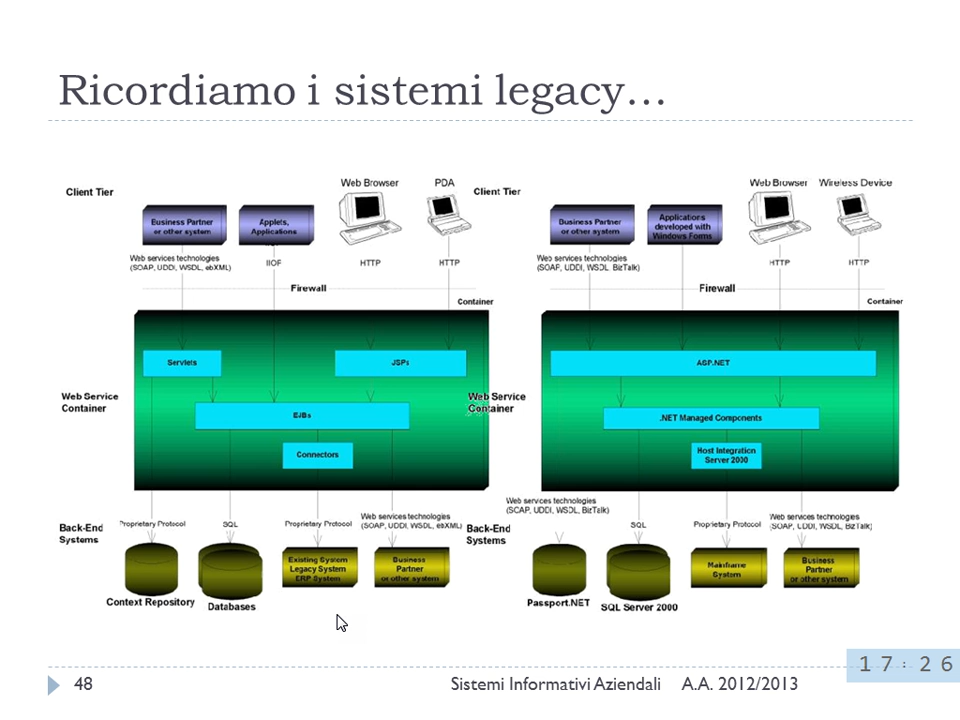 Ricordiamo i sistemi legacy…
Client Tier
Web Browser
PDA
Business Partner
or other system
Applets,
Applications
Web services technologies
(SOAP, UDDI, WSDL, ebXML)
IIOP
HTTP
HTTP
Firewall
Container
Servlets
JSPs
Web Service
Container
EJBs
Connectors
Back-End
Systems
Proprietary Protocol
SQL
Proprietary Protocol
Web services technologies
(SOAP, UDDI, WSDL, ebXML)
Context Repository
Databases
Existing System
Legacy System
ERP System
Business
Partner
or other system
Client Tier
Web Browser
Wireless Device
Business Partner
or other system
Applications
developed with
Windows Forms
Web services technologies
(SOAP, UDDI, WSDL, BizTalk)
HTTP
HTTP
Firewall
Container
ASP.NET
Web Service
Container
.NET Managed Components
Host Integration
Server 2000
Web services technologies
(SOAP, UDDI, WSDL, BizTalk)
Back-End
Systems
SQL
Proprietary Protocol
Web services technologies
(SOAP, UDDI, WSDL, BizTalk)
Passport.NET
SQL Server 2000
Mainframe
System
Business
Partner
or other system
17:26
48
Sistemi Informativi Aziendali
A.A. 2012/2013